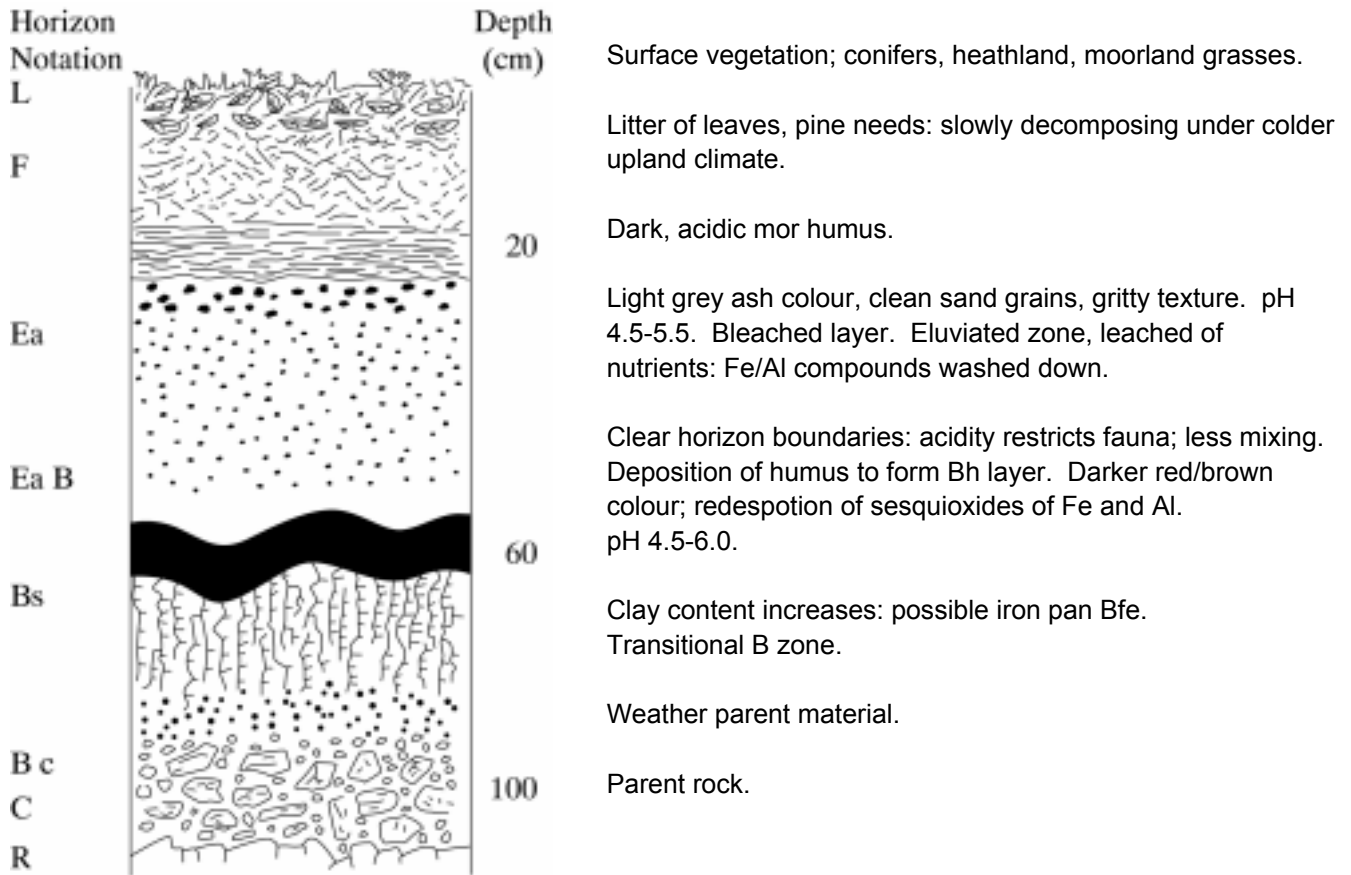 Horizon
Notation
L
F
Ea
Ea B
Bs
B c
C
R
Depth
(cm)
20
60
100
Surface vegetation; conifers, heathland, moorland grasses.
Litter of leaves, pine needs: slowly decomposing under colder
upland climate.
Dark, acidic mor humus.
Light grey ash colour, clean sand grains, gritty texture. pH
4.5-5.5. Bleached layer. Eluviated zone, leached of
nutrients: Fe/Al compounds washed down.
Clear horizon boundaries: acidity restricts fauna; less mixing.
Deposition of humus to form Bh layer. Darker red/brown
colour; redespotion of sesquioxides of Fe and Al.
pH 4.5-6.0.
Clay content increases: possible iron pan Bfe.
Transitional B zone.
Weather parent material.
Parent rock.